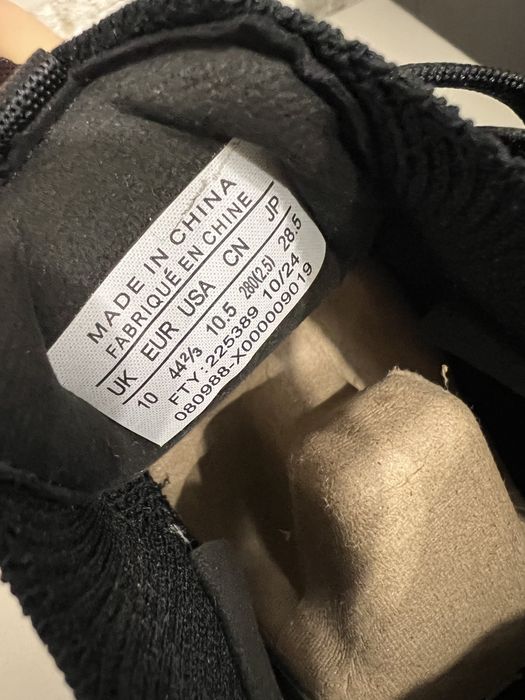 MADE IN CHINA
FABRIQUÉ EN CHINE
UK EUR USA CN JP
10 44⅔ 10.5 280(2.5) 28.5
FTY:225389 10/24
080988-X000009019